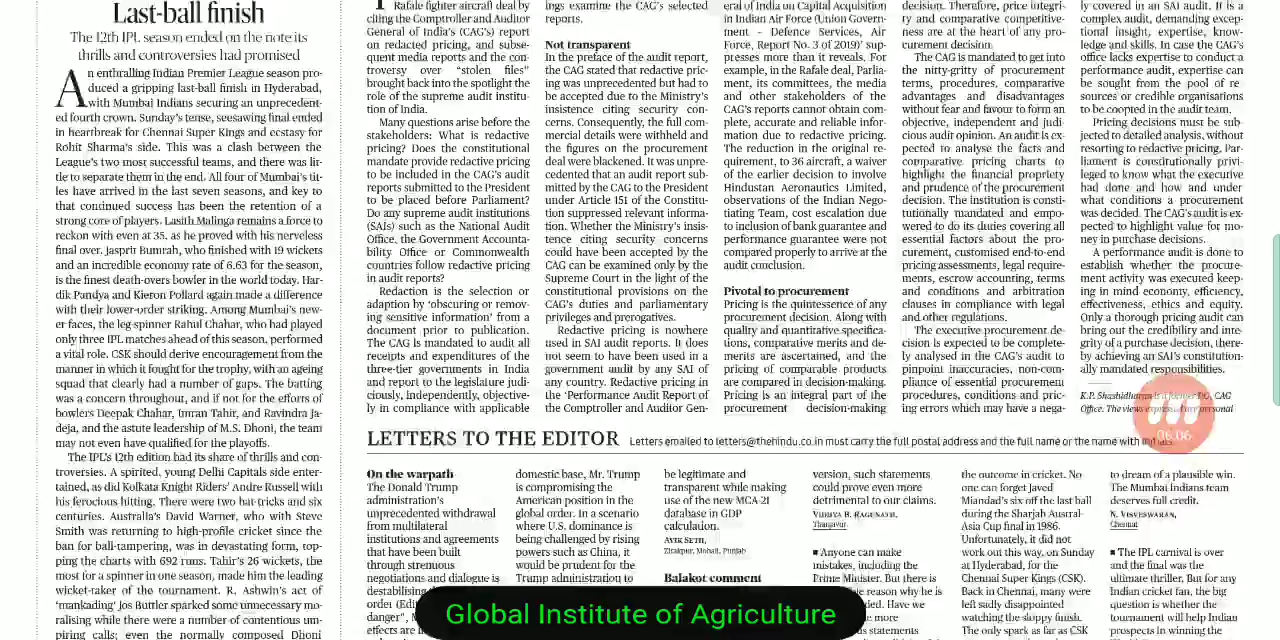 Last-ball finish
The 12th IPL season ended on the note its
thrills and controversies had promised
An enthralling Indian Premier League season pro-
duced a gripping last-ball finish in Hyderabad,
with Mumbai Indians securing an unprecedent-
ed fourth crown. Sunday's tense, seesawing final ended
in heartbreak for Chennai Super Kings and ecstasy for
Rohit Sharma's side. This was a clash between the
League's two most successful teams, and there was lit-
tle to separate them in the end. All four of Mumbai's tit-
les have arrived in the last seven seasons, and key to
that continued success has been the retention of a
strong core of players. Lasith Malinga remains a force to
reckon with even at 35, as he proved with his nerveless
final over. Jasprit Bumrah, who finished with 19 wickets
and an incredible economy rate of 6.63 for the season,
is the finest death-overs bowler in the world today. Har-
dik Pandya and Kieron Pollard again made a difference
with their lower-order striking. Among Mumbai's new-
er faces, the leg-spinner Rahul Chahar, who had played
only three IPL matches ahead of this season, performed
a vital role. CSK should derive encouragement from the
manner in which it fought for the trophy, with an ageing
squad that clearly had a number of gaps. The batting
was a concern throughout, and if not for the efforts of
bowlers Deepak Chahar, Imran Tahir, and Ravindra Ja-
deja, and the astute leadership of M.S. Dhoni, the team
may not even have qualified for the playoffs.
The IPL's 12th edition had its share of thrills and con-
troversies. A spirited, young Delhi Capitals side enter-
tained, as did Kolkata Knight Riders' Andre Russell with
his ferocious hitting. There were two hat-tricks and six
centuries. Australia's David Warner, who with Steve
Smith was returning to high-profile cricket since the
ban for ball-tampering, was in devastating form, top-
ping the charts with 692 runs. Tahir's 26 wickets, the
most for a spinner in one season, made him the leading
wicket-taker of the tournament. R. Ashwin's act of
'mankading' Jos Buttler sparked some unnecessary mo-
ralising while there were a number of contentious um-
piring calls; even the normally composed Dhoni
Rafale fighter aircraft deal by
citing the Comptroller and Auditor
General of India's (CAG's) report
on redacted pricing, and subse-
quent media reports and the con-
troversy over "stolen files"
brought back into the spotlight the
role of the supreme audit institu-
tion of India.
Many questions arise before the
stakeholders: What is redactive
pricing? Does the constitutional
mandate provide redactive pricing
to be included in the CAG's audit
reports submitted to the President
to be placed before Parliament?
Do any supreme audit institutions
(SAIs) such as the National Audit
Office, the Government Accounta-
bility Office or Commonwealth
countries follow redactive pricing
in audit reports?
Redaction is the selection or
adaption by 'obscuring or remov-
ing sensitive information' from a
document prior to publication.
The CAG is mandated to audit all
receipts and expenditures of the
three-tier governments in India
and report to the legislature judi-
ciously, independently, objective-
ly in compliance with applicable
ings examine the CAG's selected
reports.
Not transparent
In the preface of the audit report,
the CAG stated that redactive pric-
ing was unprecedented but had to
be accepted due to the Ministry's
insistence citing security con-
cerns. Consequently, the full com-
mercial details were withheld and
the figures on the procurement
deal were blackened. It was unpre-
cedented that an audit report sub-
mitted by the CAG to the President
under Article 151 of the Constitu-
tion suppressed relevant informa-
tion. Whether the Ministry's insis-
tence citing security concerns
could have been accepted by the
CAG can be examined only by the
Supreme Court in the light of the
constitutional provisions on the
CAG's duties and parliamentary
privileges and prerogatives.
Redactive pricing is nowhere
used in SAI audit reports. It does
not seem to have been used in a
government audit by any SAI of
any country. Redactive pricing in
the 'Performance Audit Report of
the Comptroller and Auditor Gen-
eral of India on Capital Acquisition
in Indian Air Force (Union Govern-
ment - Defence Services, Air
Force, Report No. 3 of 2019)' sup-
presses more than it reveals. For
example, in the Rafale deal, Parlia-
ment, its committees, the media
and other stakeholders of the
CAG's reports cannot obtain com-
plete, accurate and reliable infor-
mation due to redactive pricing.
The reduction in the original re-
quirement, to 36 aircraft, a waiver
of the earlier decision to involve
Hindustan Aeronautics Limited,
observations of the Indian Nego-
tiating Team, cost escalation due
to inclusion of bank guarantee and
performance guarantee were not
compared properly to arrive at the
audit conclusion.
Pivotal to procurement
Pricing is the quintessence of any
procurement decision. Along with
quality and quantitative specifica-
tions, comparative merits and de-
merits are ascertained, and the
pricing of comparable products
are compared in decision-making.
Pricing is an integral part of the
procurement decision-making
decision. Therefore, price integri-
ty and comparative competitive-
ness are at the heart of any pro-
curement decision.
The CAG is mandated to get into
the nitty-gritty of procurement
terms, procedures, comparative
advantages and disadvantages
without fear and favour to form an
objective, independent and judi-
cious audit opinion. An audit is ex-
pected to analyse the facts and
comparative pricing charts to
highlight the financial propriety
and prudence of the procurement
decision. The institution is consti-
tutionally mandated and empo-
wered to do its duties covering all
essential factors about the pro-
curement, customised end-to-end
pricing assessments, legal require-
ments, escrow accounting, terms
and conditions and arbitration
clauses in compliance with legal
and other regulations.
The executive procurement de-
cision is expected to be complete-
ly analysed in the CAG's audit to
pinpoint inaccuracies, non-com-
pliance of essential procurement
procedures, conditions and pric-
ing errors which may have a nega-
ly covered in an SAI audit. It is a
complex audit, demanding excep-
tional insight, expertise, know-
ledge and skills. In case the CAG's
office lacks expertise to conduct a
performance audit, expertise can
be sought from the pool of re-
sources or credible organisations
to be coopted in the audit team.
Pricing decisions must be sub-
jected to detailed analysis, without
resorting to redactive pricing. Par-
liament is constitutionally privi-
leged to know what the executive
had done and how and under
what conditions a procurement
was decided. The CAG's audit is ex-
pected to highlight value for mo-
ney in purchase decisions.
A performance audit is done to
establish whether the procure-
ment activity was executed keep-
ing in mind economy, efficiency,
effectiveness, ethics and equity.
Only a thorough pricing audit can
bring out the credibility and inte-
grity of a purchase decision, there-
by achieving an SAI's constitution-
ally mandated responsibilities.
K.P. Shashidharan is a former DG, CAG
Office. The views expressed are personal
06:06
LETTERS TO THE EDITOR Letters emailed to letters@thehindu.co.in must carry the full postal address and the full name or the name with initials.
On the warpath
The Donald Trump
administration's
unprecedented withdrawal
from multilateral
institutions and agreements
that have been built
through strenuous
negotiations and dialogue is
destabilising
order (Edi
danger",
effects are
domestic base, Mr. Trump
is compromising the
American position in the
global order. In a scenario
where U.S. dominance is
being challenged by rising
powers such as China, it
would be prudent for the
Trump administration to
be legitimate and
transparent while making
use of the new MCA-21
database in GDP
calculation.
AVIK SETH,
Zirakpur, Mohali, Punjab
Balakot comment
version, such statements
could prove even more
detrimental to our claims.
VIDHYA B. RAGUNATH,
Thanjavur
■ Anyone can make
mistakes, including the
Prime Minister. But there is
reason why he
ded. Have we
more
statements
the outcome in cricket. No
one can forget Javed
Miandad's six off the last ball
during the Sharjah Austral-
Asia Cup final in 1986.
Unfortunately, it did not
work out this way, on Sunday
at Hyderabad, for the
Chennai Super Kings (CSK).
Back in Chennai, many were
left sadly disappointed
watching the sloppy finish.
The only spark as far as CSK
to dream of a plausible win.
The Mumbai Indians team
deserves full credit.
N. VISVESWARAN,
Chennai
■ The IPL carnival is over
and the final was the
ultimate thriller. But for any
Indian cricket fan, the big
question is whether the
tournament will help Indian
prospects in winning the
Global Institute of Agriculture